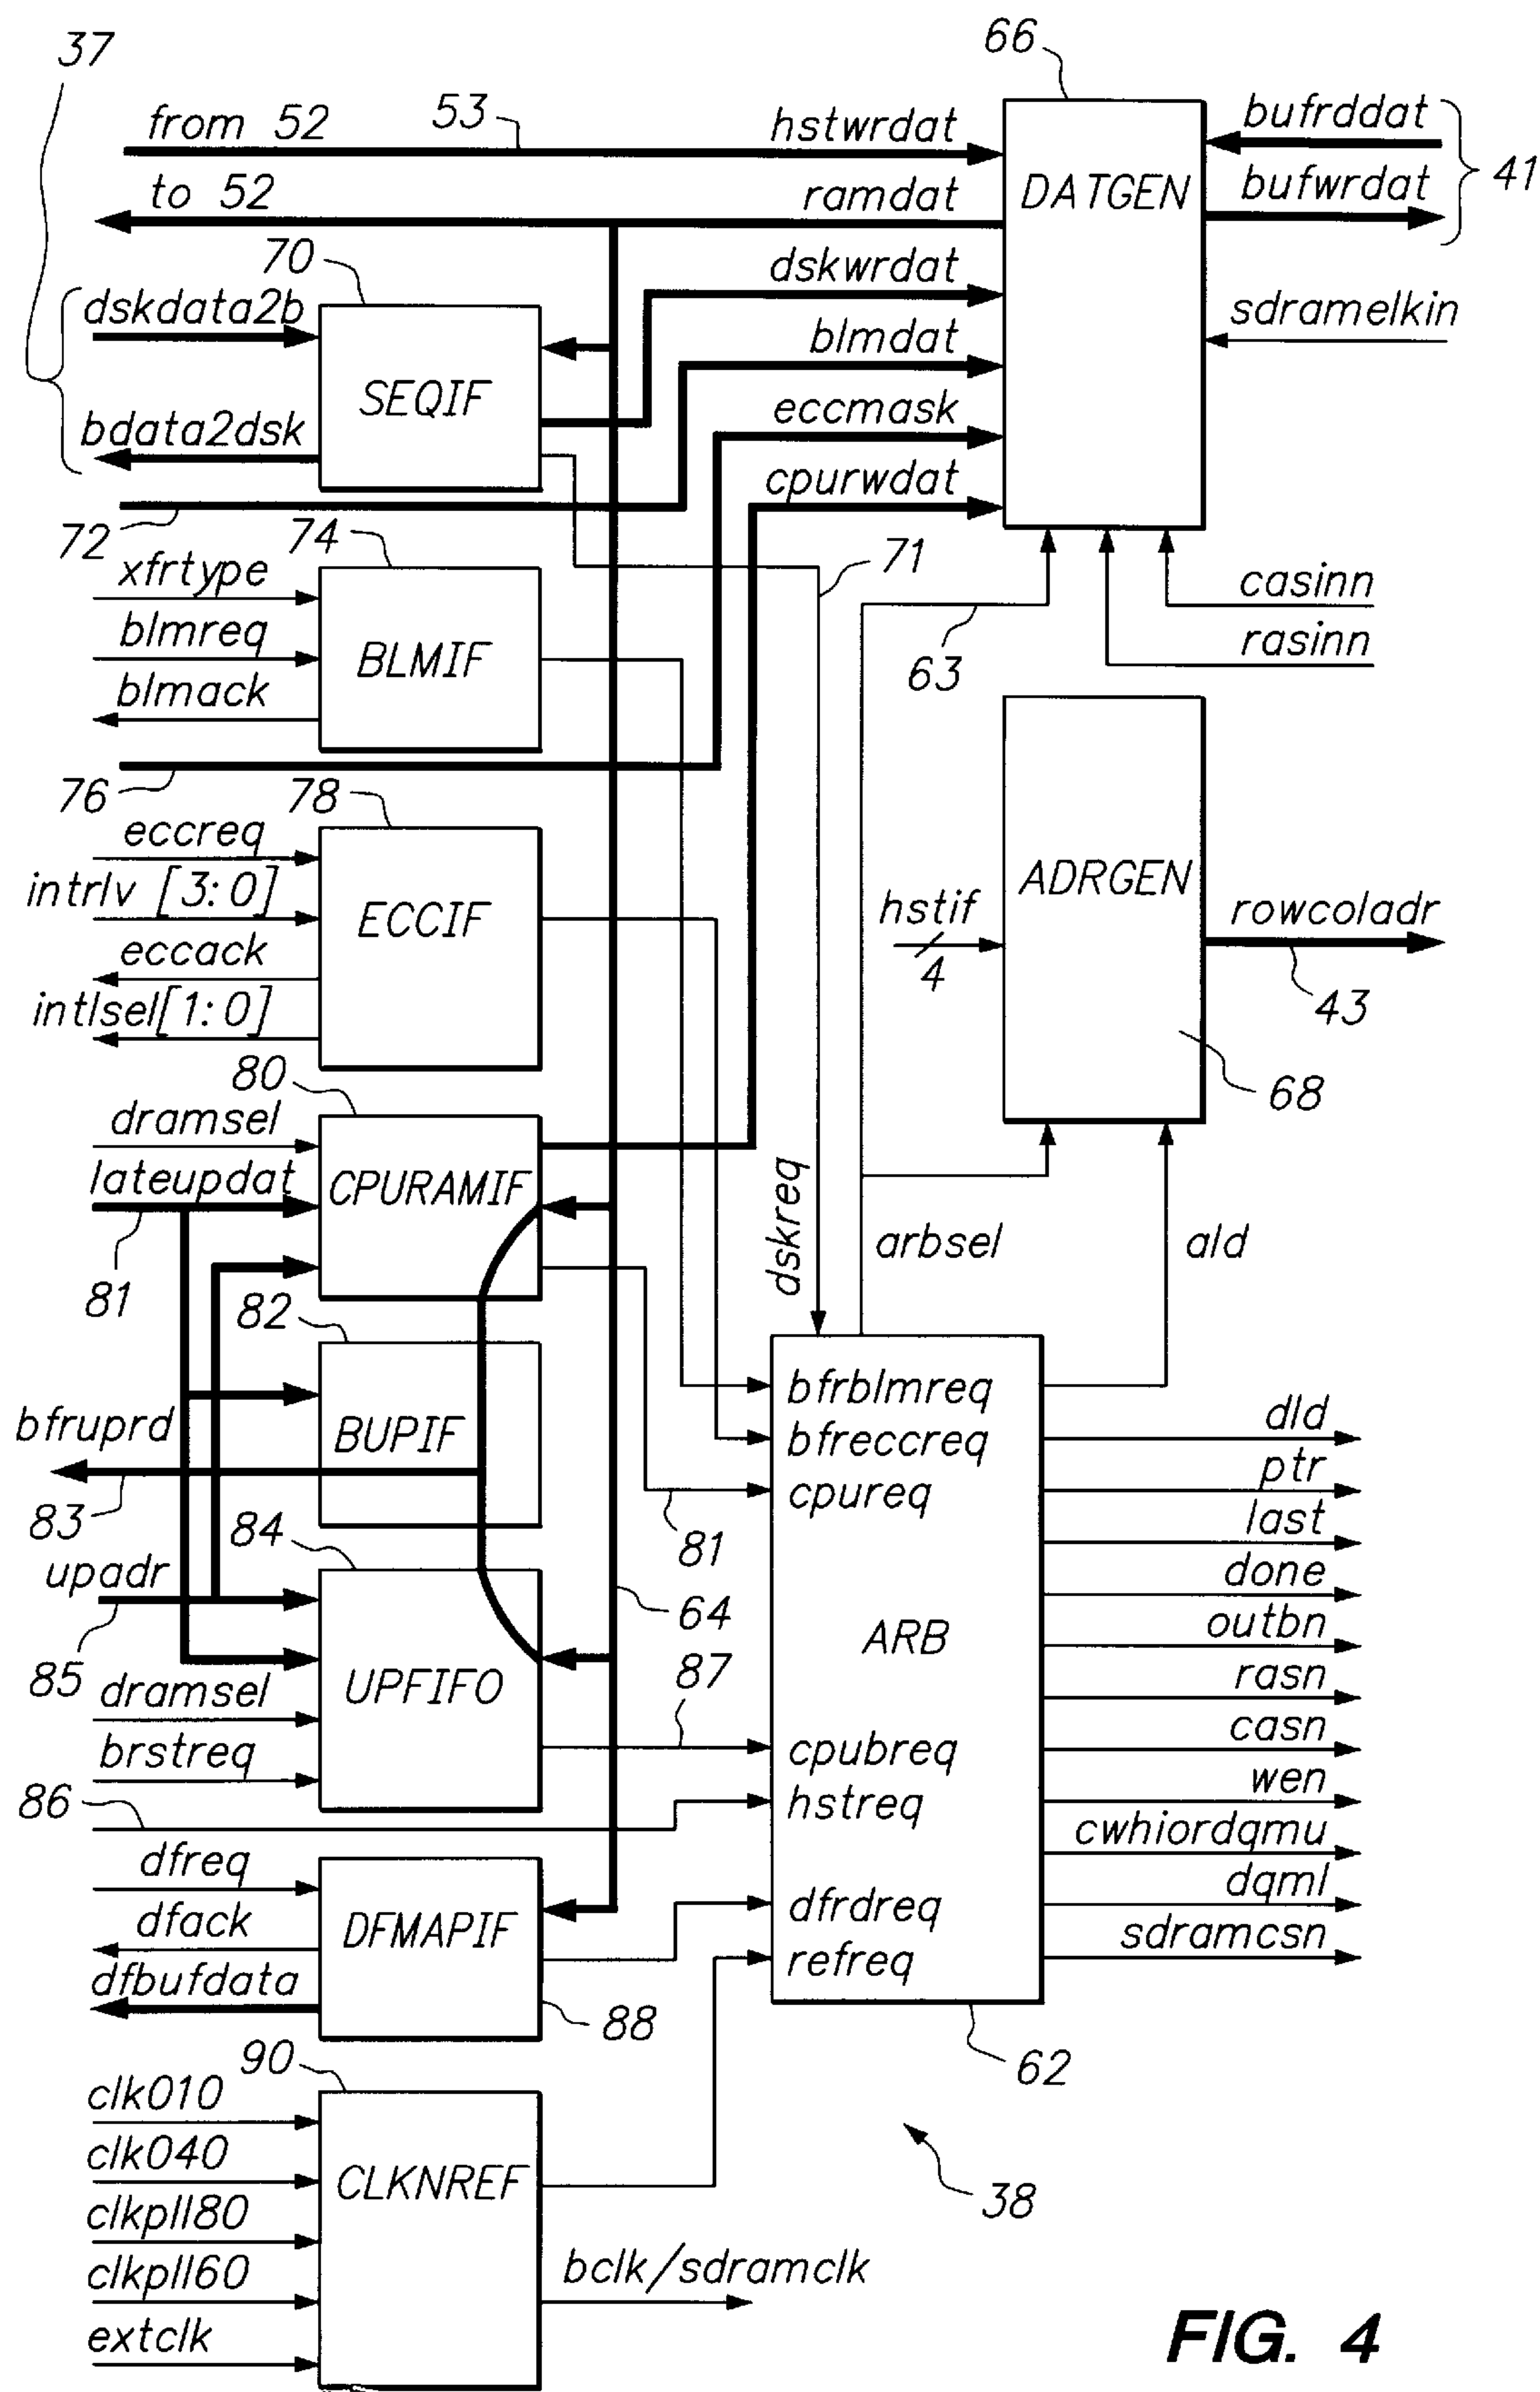 37
66
from 52
53
hstwrdat
bufrddat
to 52
ramdat
DATGEN
bufwrdat
41
70
dskwrdat
dskdata2b
sdramelkin
blmdat
SEQIF
bdata2dsk
eccmask
cpurwdat
72
74
71
xfrtype
casinn
blmreq
BLMIF
63
rasinn
blmack
76
78
eccreq
ADRGEN
intrlv [3:0]
ECCIF
hstif
4
rowcoladr
eccack
43
intlsel[1:0]
80
68
dramsel
lateupdat
CPURAMIF
dskreq
arbsel
ald
81
82
bfrblmreq
bfruprd
BUPIF
dld
bfreccreq
ptr
cpureq
83
84
81
last
upadr
done
64
ARB
outbn
85
UPFIFO
87
rasn
dramsel
casn
brstreq
cpubreq
wen
86
hstreq
cwhiordqmu
dfreq
dqml
dfack
DFMAPIF
dfrdreq
sdramcsn
refreq
dfbufdata
88
90
62
clk010
clk040
CLKNREF
38
clkpll80
clkpll60
bclk/sdramclk
extclk
FIG. 4